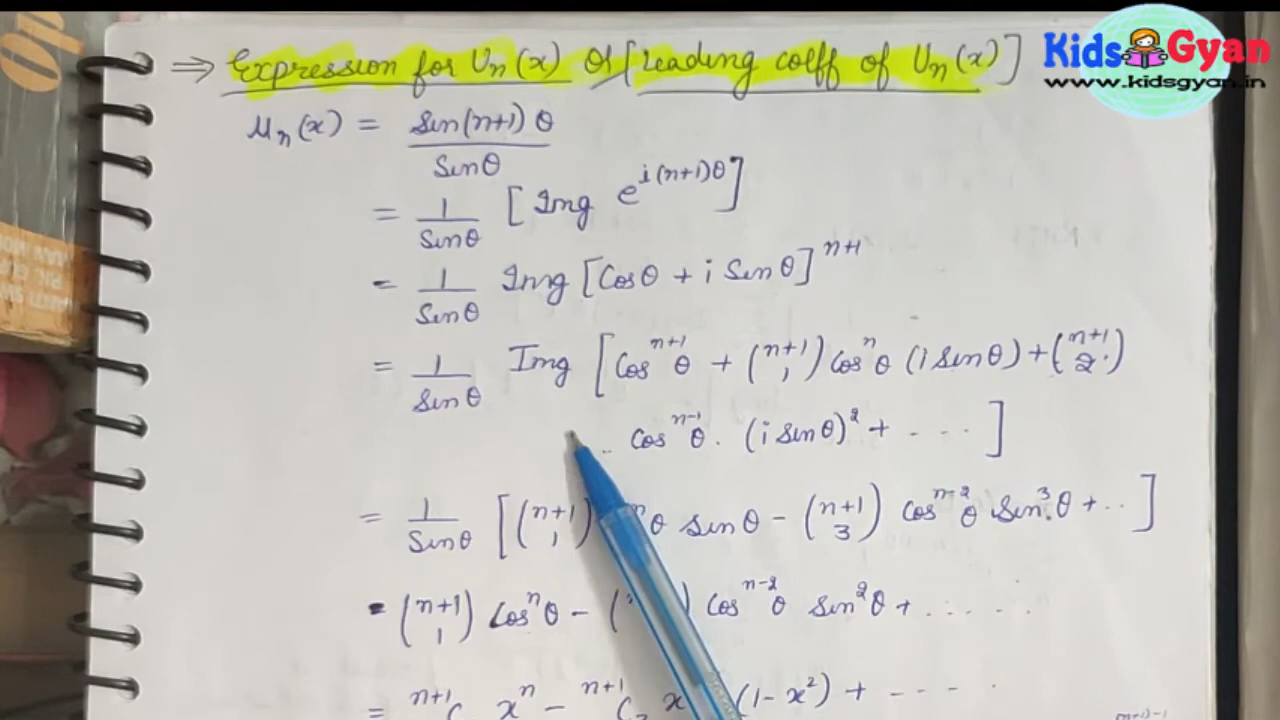 Kids Gyan
www.kidsgyan.in
⇒ Expression for Un(x) Or [leading coeff of Un(x)]
Un(x) = Sin(n+1)θ / Sinθ
= 1/Sinθ [Img e^{i(n+1)θ}]
= 1/Sinθ Img [Cosθ + i Sinθ]^{n+1}
= 1/Sinθ Img [Cos^{n+1}θ + (n+1 1) Cos^nθ (i sinθ) + (n+1 2)
cos^{n-1}θ . (i sinθ)^2 + - - - ]
= 1/Sinθ [(n+1 1) ^nθ sinθ - (n+1 3) Cos^{n-2}θ Sin^3θ + ..]
= (n+1 1) Cos^nθ - ( ) Cos^{n-2}θ sin^2θ + ......
= ^{n+1}C x^n - ^{n+1}C x (1-x^2) + - - - -